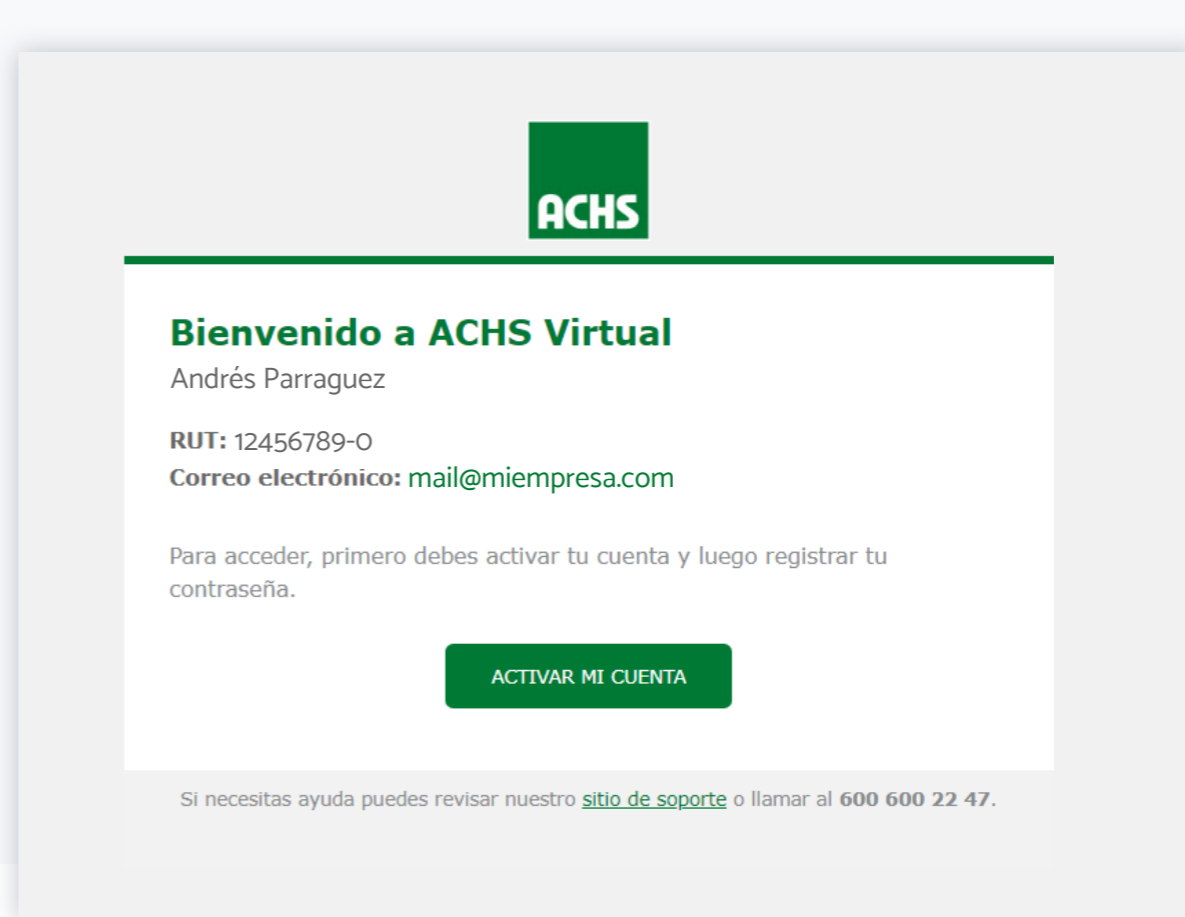 ACHS
Bienvenido a ACHS Virtual
Andrés Parraguez
RUT: 12456789-0
Correo electrónico: mail@miempresa.com
Para acceder, primero debes activar tu cuenta y luego registrar tu
contraseña.
ACTIVAR MI CUENTA
Si necesitas ayuda puedes revisar nuestro sitio de soporte o llamar al 600 600 22 47.